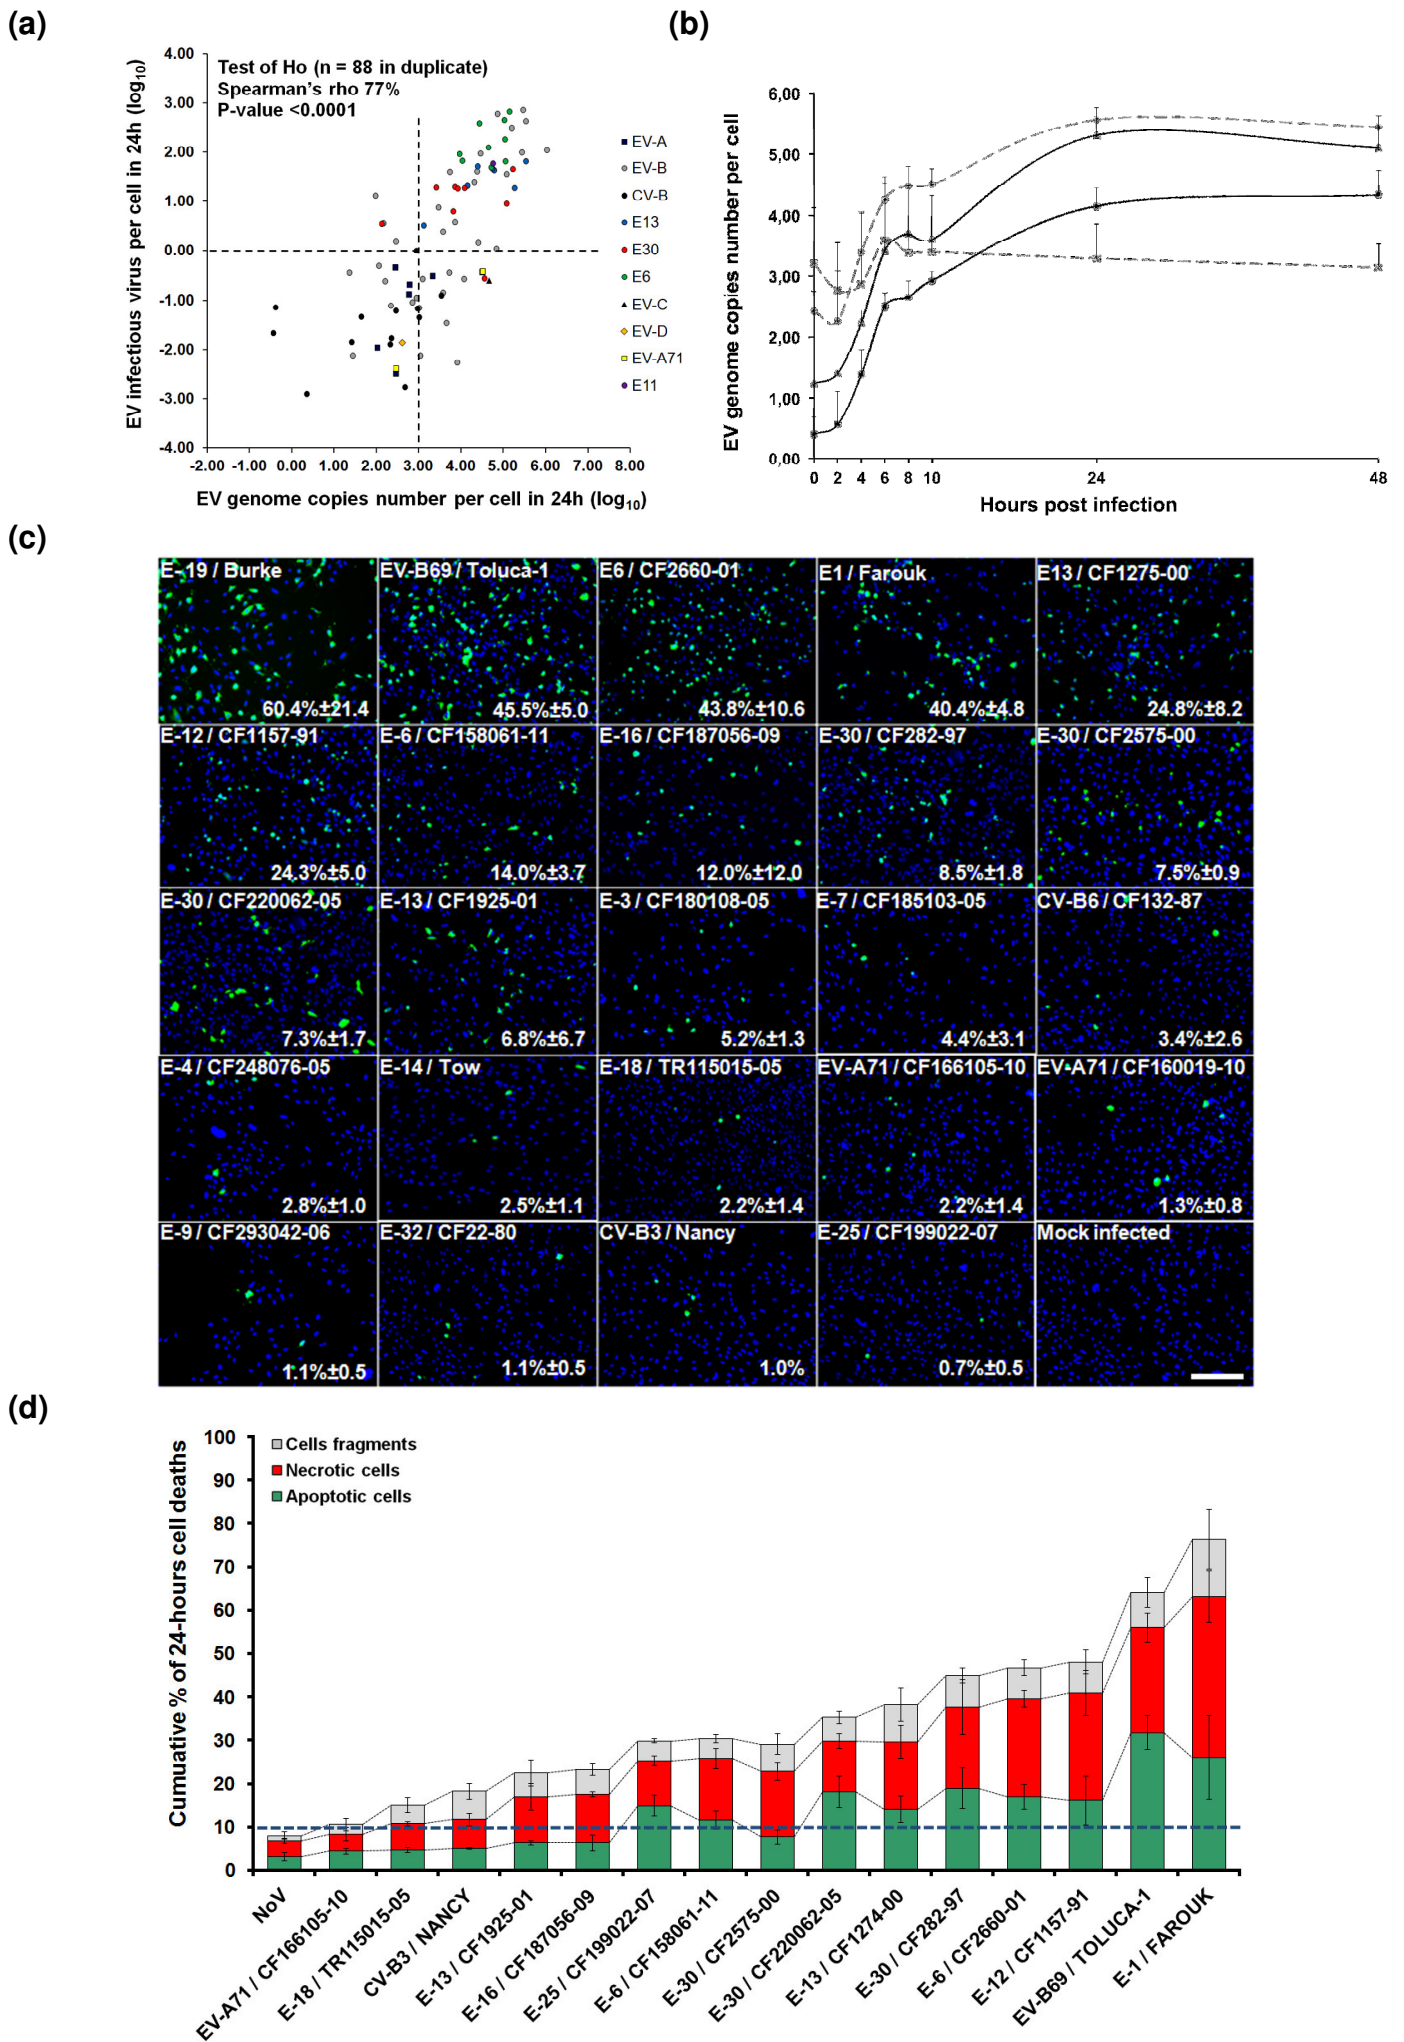 (a)
EV infectious virus per cell in 24h (log10)
4.00
3.00
2.00
1.00
0.00
-1.00
-2.00
-3.00
-4.00
Test of Ho (n = 88 in duplicate)
Spearman's rho 77%
P-value <0.0001
EV-A
EV-B
CV-B
E13
E30
E6
EV-C
EV-D
EV-A71
E11
-2.00 -1.00 0.00 1.00 2.00 3.00 4.00 5.00 6.00 7.00 8.00
EV genome copies number per cell in 24h (log10)
(b)
EV genome copies number per cell
6,00
5,00
4,00
3,00
2,00
1,00
0,00
0 2 4 6 8 10 24 48
Hours post infection
(c)
E-19 / Burke
60.4%±21.4
EV-B69 / Toluca-1
45.5%±5.0
E6 / CF2660-01
43.8%±10.6
E1 / Farouk
40.4%±4.8
E13 / CF1275-00
24.8%±8.2
E-12 / CF1157-91
24.3%±5.0
E-6 / CF158061-11
14.0%±3.7
E-16 / CF187056-09
12.0%±12.0
E-30 / CF282-97
8.5%±1.8
E-30 / CF2575-00
7.5%±0.9
E-30 / CF220062-05
7.3%±1.7
E-13 / CF1925-01
6.8%±6.7
E-3 / CF180108-05
5.2%±1.3
E-7 / CF185103-05
4.4%±3.1
CV-B6 / CF132-87
3.4%±2.6
E-4 / CF248076-05
2.8%±1.0
E-14 / Tow
2.5%±1.1
E-18 / TR115015-05
2.2%±1.4
EV-A71 / CF166105-10
2.2%±1.4
EV-A71 / CF160019-10
1.3%±0.8
E-9 / CF293042-06
1.1%±0.5
E-32 / CF22-80
1.1%±0.5
CV-B3 / Nancy
1.0%
E-25 / CF199022-07
0.7%±0.5
Mock infected
(d)
Cumulative % of 24-hours cell deaths
100
90
80
70
60
50
40
30
20
10
0
Cells fragments
Necrotic cells
Apoptotic cells
NoV
EV-A71 / CF166105-10
E-18 / TR115015-05
CV-B3 / NANCY
E-13 / CF1925-01
E-16 / CF187056-09
E-25 / CF199022-07
E-6 / CF158061-11
E-30 / CF2575-00
E-30 / CF220062-05
E-13 / CF1274-00
E-30 / CF282-97
E-6 / CF2660-01
E-12 / CF1157-91
EV-B69 / TOLUCA-1
E-1 / FAROUK